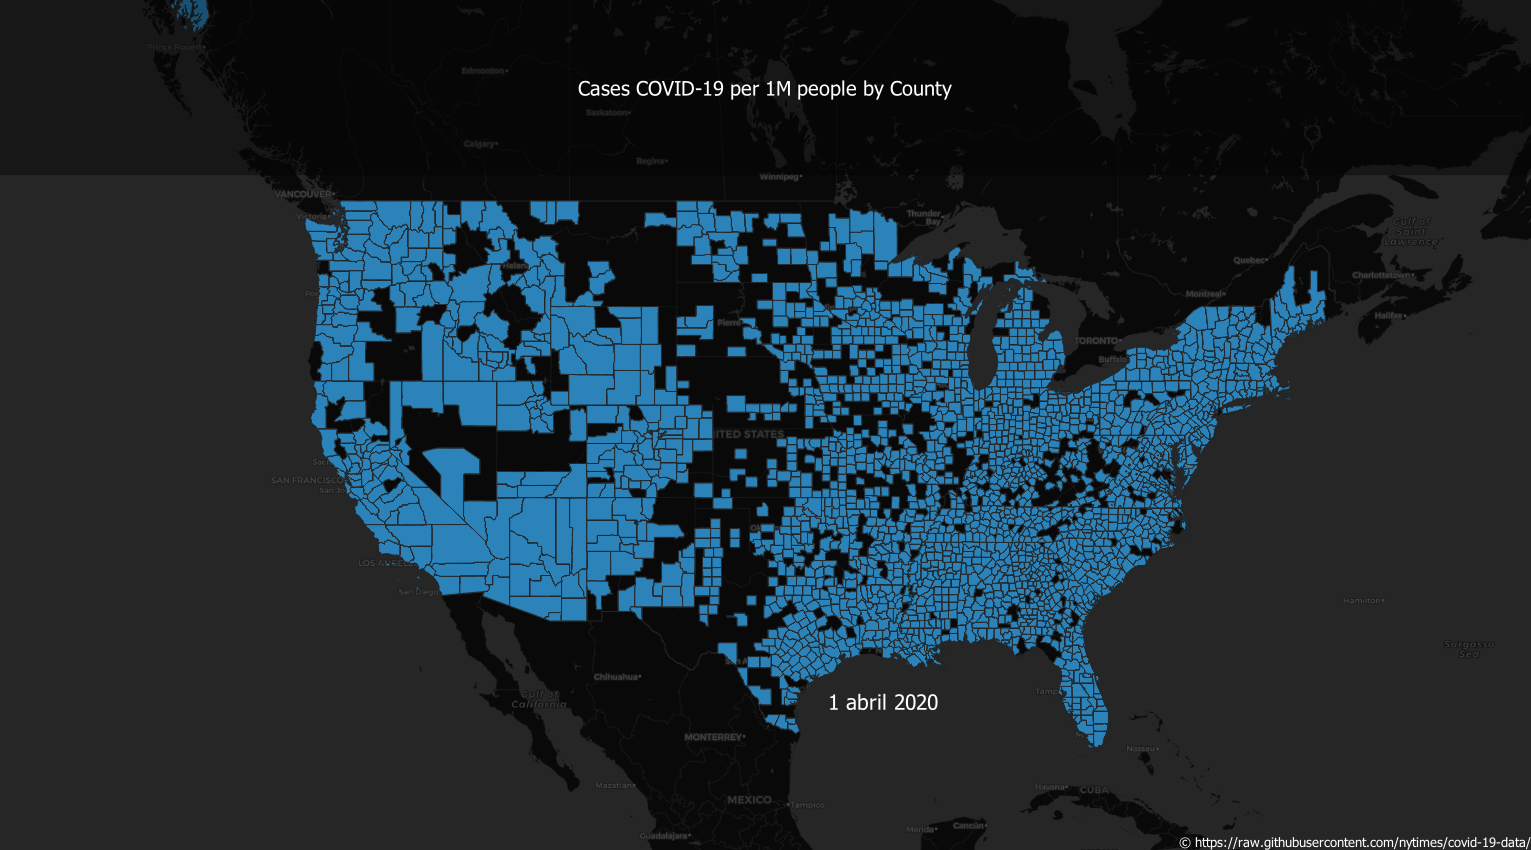 Prince Rupert
Edmonton
Cases COVID-19 per 1M people by County
Saskatoon
Calgary
Regina
Winnipeg
VANCOUVER
Victoria
Thunder
Bay
Gulf of
Saint
Lawrence
Quebec
Charlottetown
Helena
Montreal
Halifax
Pierre
TORONTO
Buffalo
UNITED STATES
SAN FRANCISCO
San Jo
LOS ANGELES
San Diego
Hamilton
Sargasso
Sea
Chihuahua
Gulf of
California
Tamp
1 abril 2020
MONTERREY
Nassau
Mazatlán
MEXICO
Tampico
Havana
CUBA
Guadalajara
Mérida
Cancún
© https://raw.githubusercontent.com/nytimes/covid-19-data/